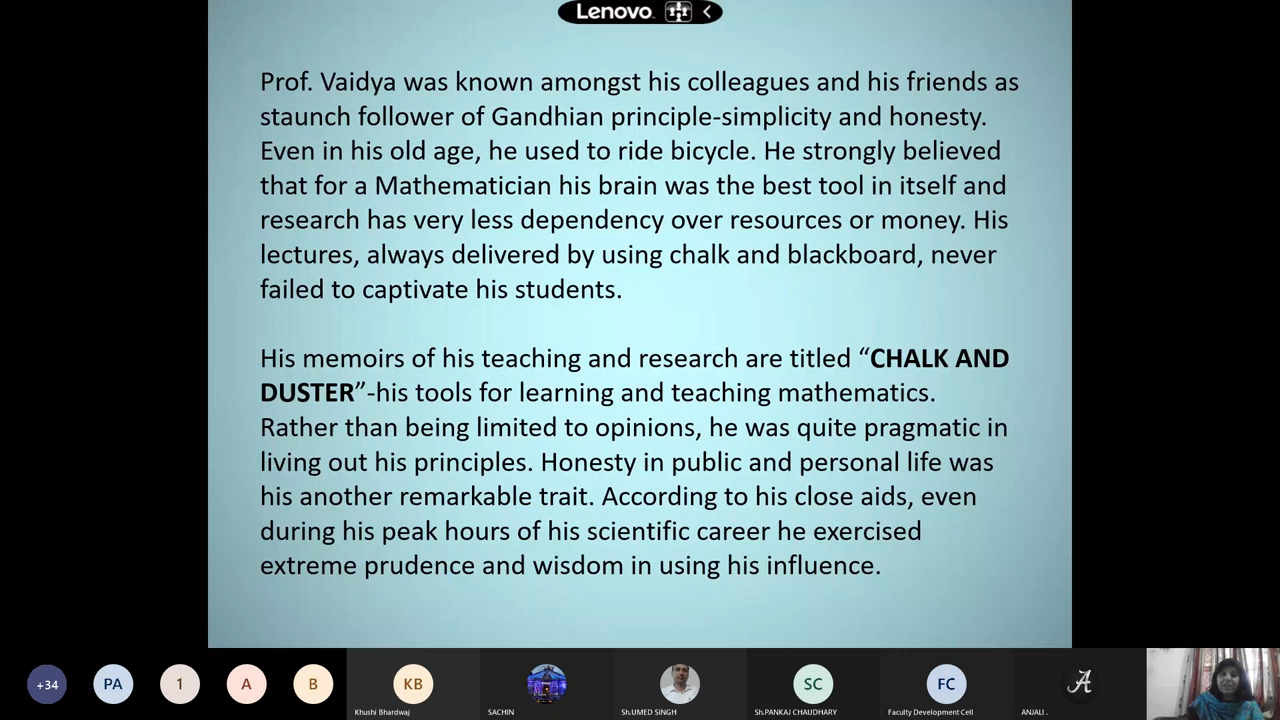 Lenovo
Prof. Vaidya was known amongst his colleagues and his friends as
staunch follower of Gandhian principle-simplicity and honesty.
Even in his old age, he used to ride bicycle. He strongly believed
that for a Mathematician his brain was the best tool in itself and
research has very less dependency over resources or money. His
lectures, always delivered by using chalk and blackboard, never
failed to captivate his students.
His memoirs of his teaching and research are titled “CHALK AND
DUSTER”-his tools for learning and teaching mathematics.
Rather than being limited to opinions, he was quite pragmatic in
living out his principles. Honesty in public and personal life was
his another remarkable trait. According to his close aids, even
during his peak hours of his scientific career he exercised
extreme prudence and wisdom in using his influence.
+34 PA 1 A B KB SC FC A
Khushi Bhardwaj SACHIN Sh.UMED SINGH Sh.PANKAJ CHAUDHARY Faculty Development Cell ANJALI .